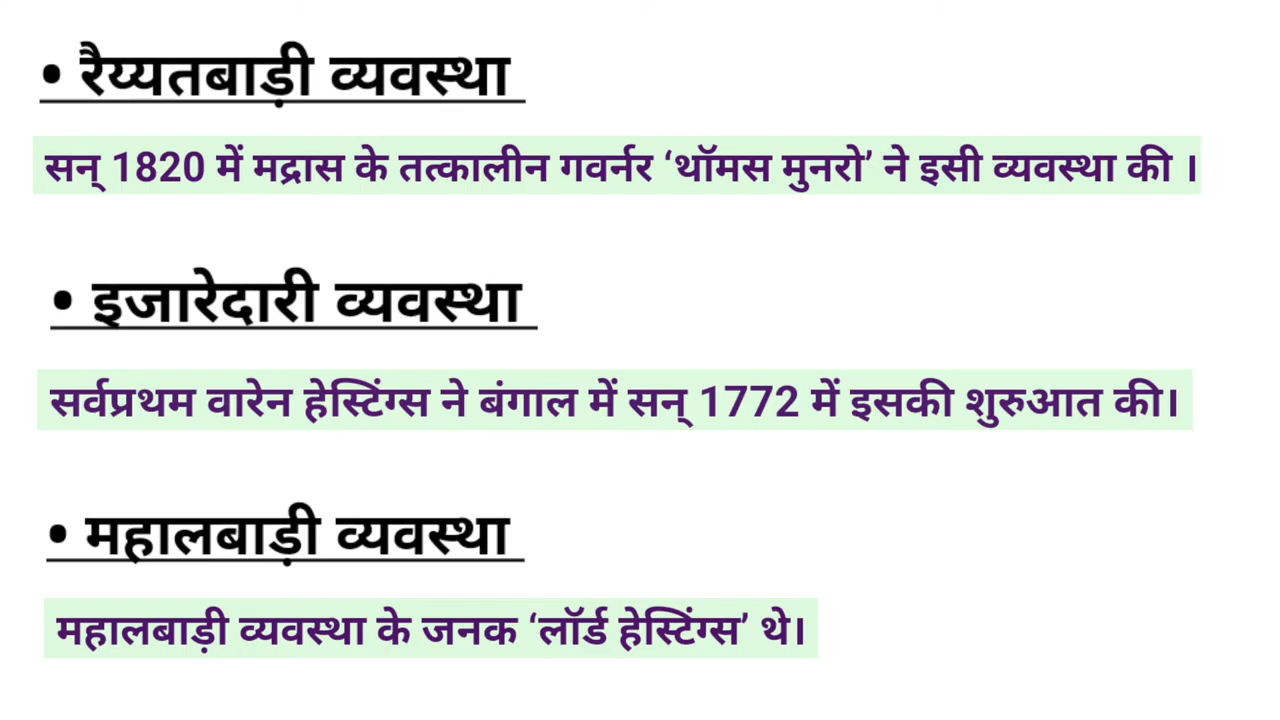 • रैय्यतबाड़ी व्यवस्था
सन् 1820 में मद्रास के तत्कालीन गवर्नर ‘थॉमस मुनरो’ ने इसी व्यवस्था की ।
• इजारेदारी व्यवस्था
सर्वप्रथम वारेन हेस्टिंग्स ने बंगाल में सन् 1772 में इसकी शुरुआत की।
• महालबाड़ी व्यवस्था
महालबाड़ी व्यवस्था के जनक ‘लॉर्ड हेस्टिंग्स’ थे।